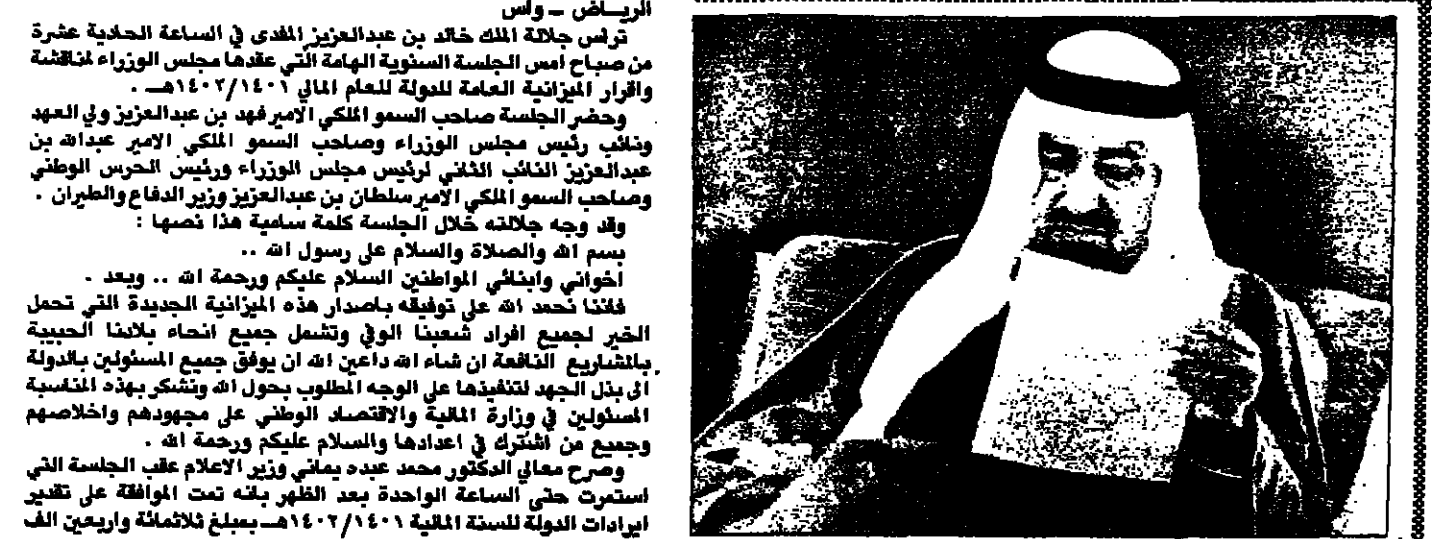 الريـــاض ــ واس
ترأس جلالة الملك خالد بن عبدالعزيز المفدى في الساعة الحادية عشرة
من صباح امس الجلسة السنوية الهامة التي عقدها مجلس الوزراء لمناقشة
واقرار الميزانية العامة للدولة للعام المالي ١٤٠٢/١٤٠١هــ .
وحضر الجلسة صاحب السمو الملكي الامير فهد بن عبدالعزيز ولي العهد
ونائب رئيس مجلس الوزراء وصاحب السمو الملكي الامير عبدالله بن
عبدالعزيز النائب الثاني لرئيس مجلس الوزراء ورئيس الحرس الوطني
وصاحب السمو الملكي الامير سلطان بن عبدالعزيز وزير الدفاع والطيران .
وقد وجه جلالته خلال الجلسة كلمة سامية هذا نصها :
بسم الله والصلاة والسلام على رسول الله ..
اخواني وابنائي المواطنين السلام عليكم ورحمة الله .. وبعد .
فاننا نحمد الله على توفيقه باصدار هذه الميزانية الجديدة التي تحمل
الخير لجميع افراد شعبنا الوفي وتشمل جميع انحاء بلادنا الحبيبة
بالمشاريع النافعة ان شاء الله داعين الله ان يوفق جميع المسئولين بالدولة
الى بذل الجهد لتنفيذها على الوجه المطلوب بحول الله ونشكر بهذه المناسبة
المسئولين في وزارة المالية والاقتصاد الوطني على مجهودهم واخلاصهم
وجميع من اشترك في اعدادها والسلام عليكم ورحمة الله .
وصرح معالي الدكتور محمد عبده يماني وزير الاعلام عقب الجلسة التي
استمرت حتى الساعة الواحدة بعد الظهر بانه تمت الموافقة على تقدير
ايرادات الدولة للسنة المالية ١٤٠٢/١٤٠١هــ بمبلغ ثلاثمائة واربعين الف